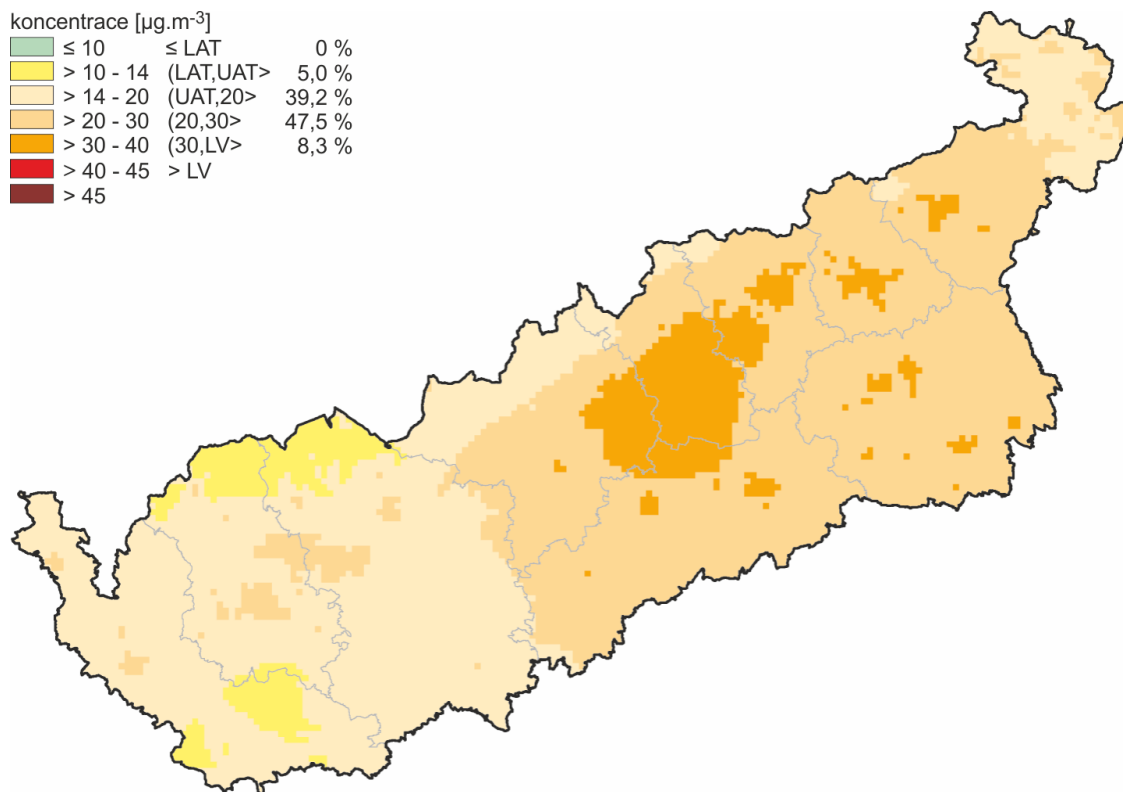 koncentrace [µg.m-3]
≤ 10 ≤ LAT 0 %
> 10 - 14 (LAT,UAT> 5,0 %
> 14 - 20 (UAT,20> 39,2 %
> 20 - 30 (20,30> 47,5 %
> 30 - 40 (30,LV> 8,3 %
> 40 - 45 > LV
> 45